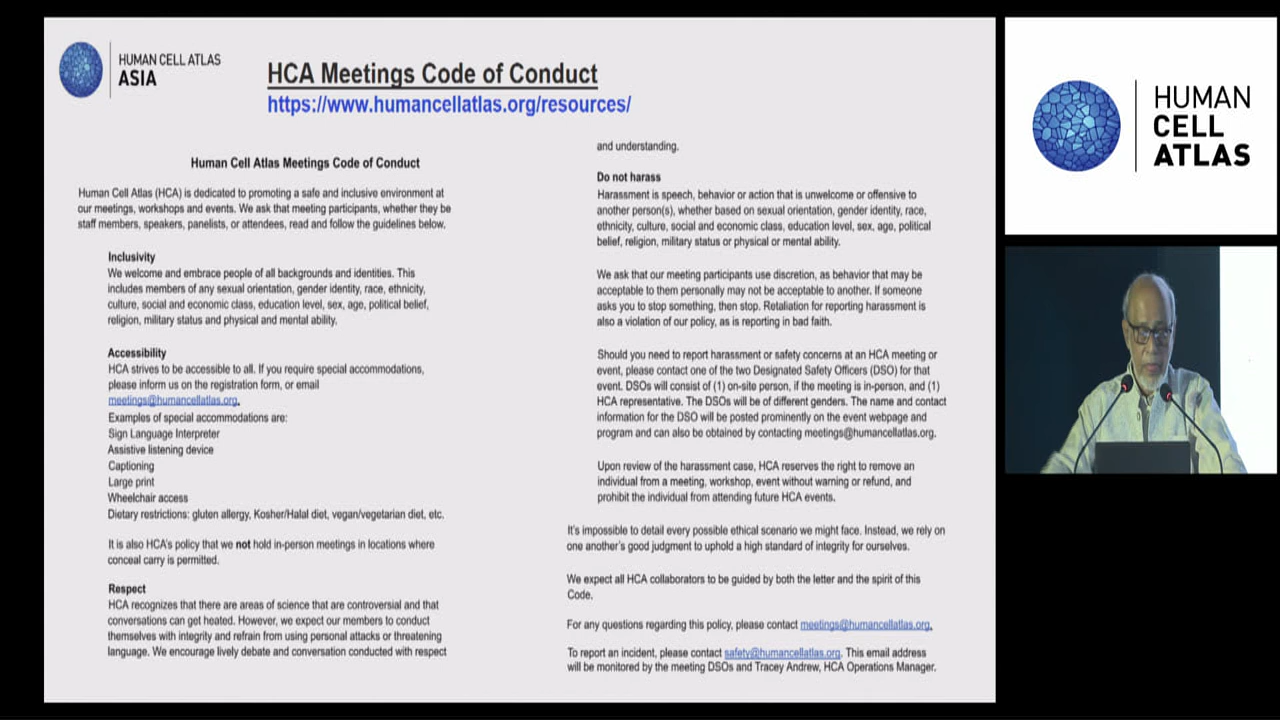 HUMAN CELL ATLAS
ASIA
HCA Meetings Code of Conduct
https://www.humancellatlas.org/resources/
Human Cell Atlas Meetings Code of Conduct
Human Cell Atlas (HCA) is dedicated to promoting a safe and inclusive environment at
our meetings, workshops and events. We ask that meeting participants, whether they be
staff members, speakers, panelists, or attendees, read and follow the guidelines below.
Inclusivity
We welcome and embrace people of all backgrounds and identities. This
includes members of any sexual orientation, gender identity, race, ethnicity,
culture, social and economic class, education level, sex, age, political belief,
religion, military status and physical and mental ability.
Accessibility
HCA strives to be accessible to all. If you require special accommodations,
please inform us on the registration form, or email
meetings@humancellatlas.org.
Examples of special accommodations are:
Sign Language Interpreter
Assistive listening device
Captioning
Large print
Wheelchair access
Dietary restrictions: gluten allergy, Kosher/Halal diet, vegan/vegetarian diet, etc.
It is also HCA's policy that we not hold in-person meetings in locations where
conceal carry is permitted.
Respect
HCA recognizes that there are areas of science that are controversial and that
conversations can get heated. However, we expect our members to conduct
themselves with integrity and refrain from using personal attacks or threatening
language. We encourage lively debate and conversation conducted with respect
and understanding.
Do not harass
Harassment is speech, behavior or action that is unwelcome or offensive to
another person(s), whether based on sexual orientation, gender identity, race,
ethnicity, culture, social and economic class, education level, sex, age, political
belief, religion, military status or physical or mental ability.
We ask that our meeting participants use discretion, as behavior that may be
acceptable to them personally may not be acceptable to another. If someone
asks you to stop something, then stop. Retaliation for reporting harassment is
also a violation of our policy, as is reporting in bad faith.
Should you need to report harassment or safety concerns at an HCA meeting or
event, please contact one of the two Designated Safety Officers (DSO) for that
event. DSOs will consist of (1) on-site person, if the meeting is in-person, and (1)
HCA representative. The DSOs will be of different genders. The name and contact
information for the DSO will be posted prominently on the event webpage and
program and can also be obtained by contacting meetings@humancellatlas.org.
Upon review of the harassment case, HCA reserves the right to remove an
individual from a meeting, workshop, event without warning or refund, and
prohibit the individual from attending future HCA events.
It's impossible to detail every possible ethical scenario we might face. Instead, we rely on
one another's good judgment to uphold a high standard of integrity for ourselves.
We expect all HCA collaborators to be guided by both the letter and the spirit of this
Code.
For any questions regarding this policy, please contact meetings@humancellatlas.org.
To report an incident, please contact safety@humancellatlas.org. This email address
will be monitored by the meeting DSOs and Tracey Andrew, HCA Operations Manager.
HUMAN
CELL
ATLAS